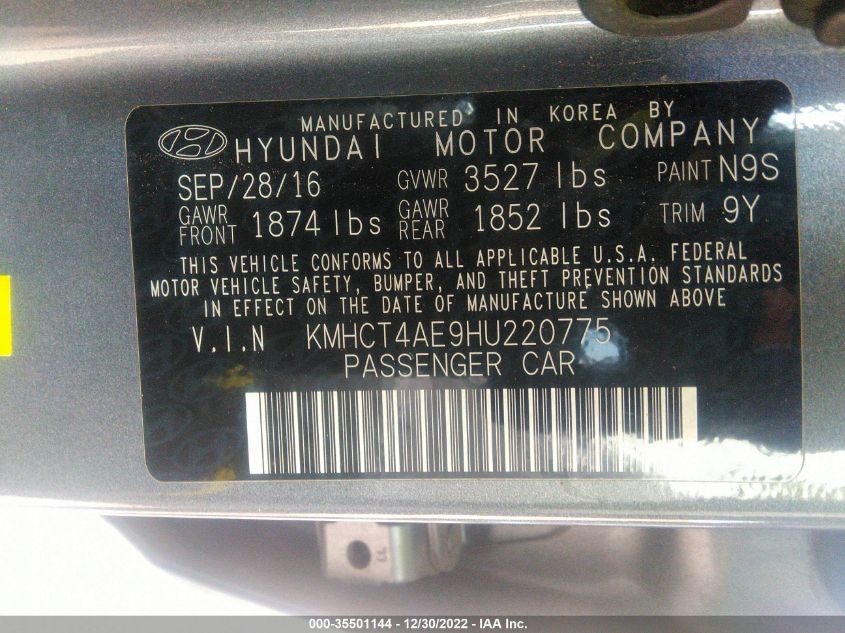 MANUFACTURED IN KOREA BY
HYUNDAI MOTOR COMPANY
SEP/28/16 GVWR 3527 lbs PAINT N9S
GAWR FRONT 1874 lbs GAWR REAR 1852 lbs TRIM 9Y
THIS VEHICLE CONFORMS TO ALL APPLICABLE U.S.A. FEDERAL
MOTOR VEHICLE SAFETY, BUMPER, AND THEFT PREVENTION STANDARDS
IN EFFECT ON THE DATE OF MANUFACTURE SHOWN ABOVE
V.I.N KMHCT4AE9HU220775
PASSENGER CAR
000-35501144 - 12/30/2022 - IAA Inc.